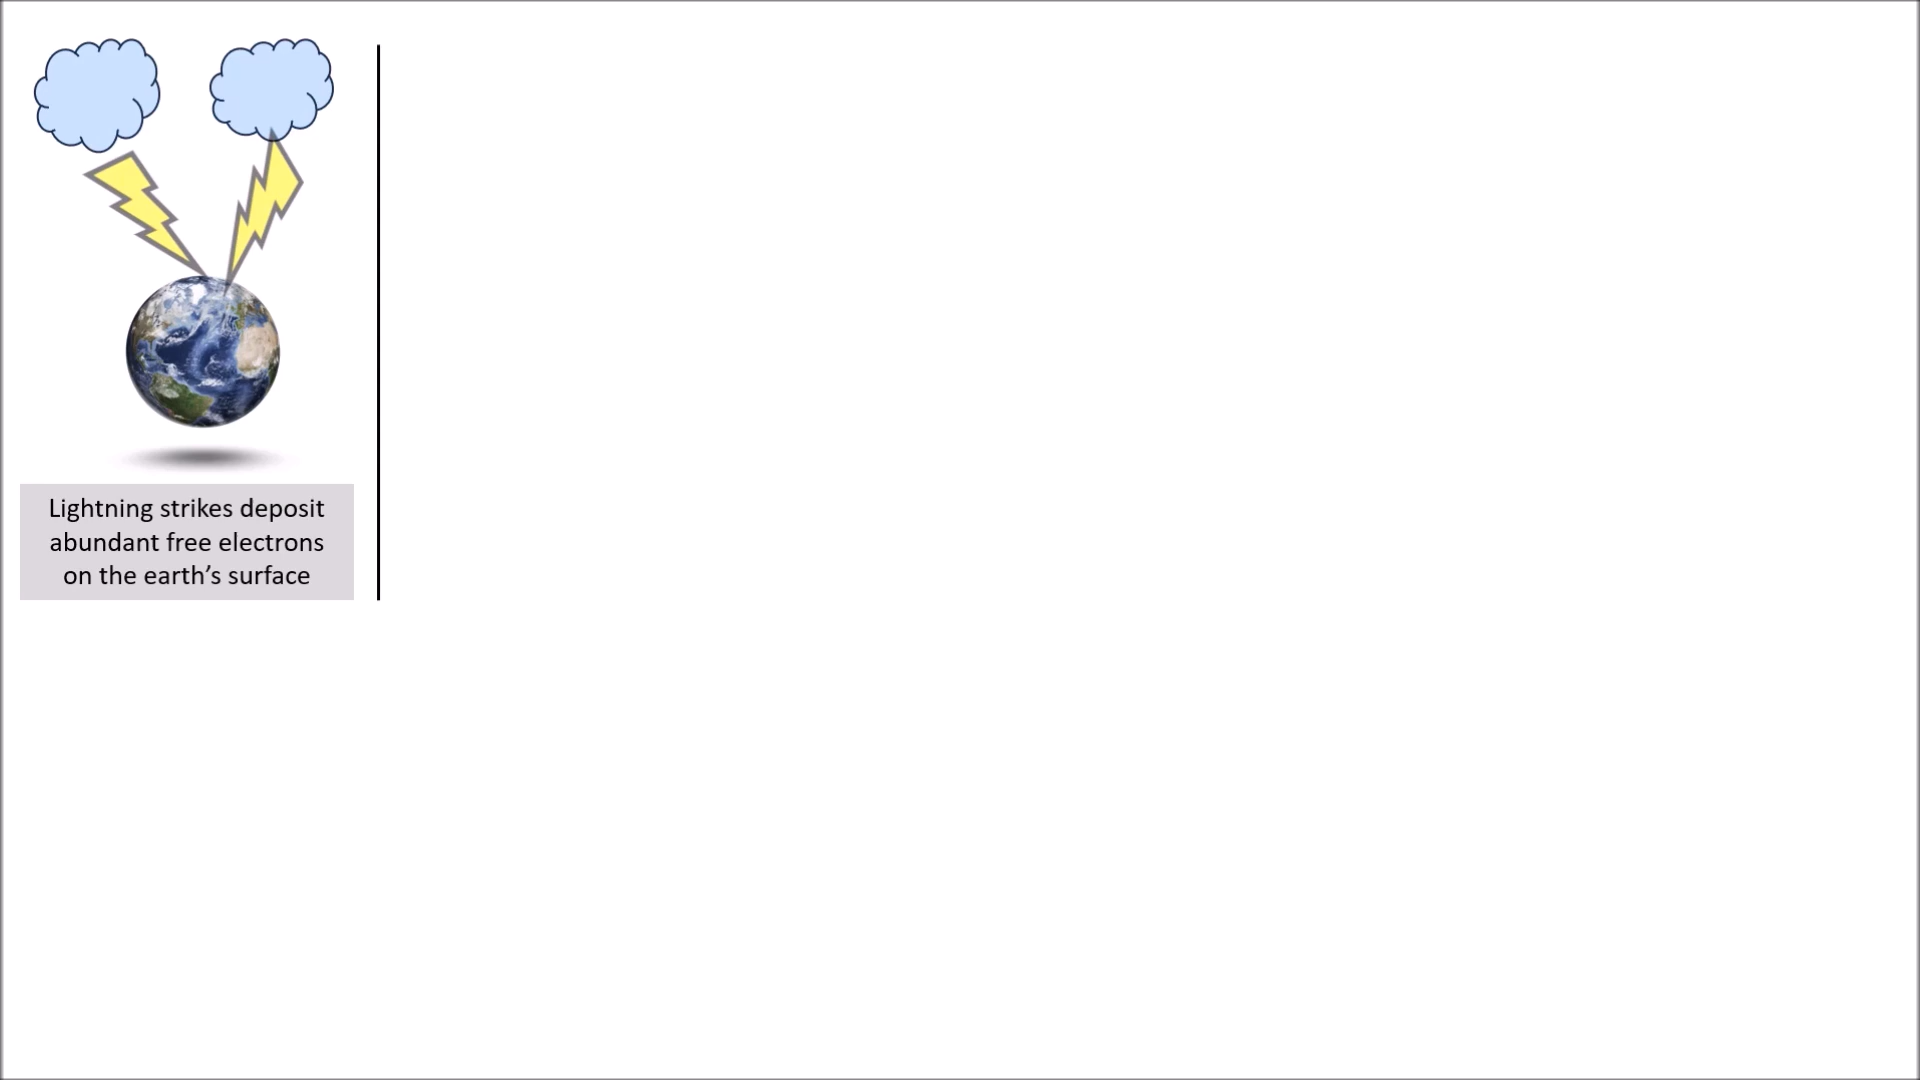 Lightning strikes deposit
abundant free electrons
on the earth’s surface